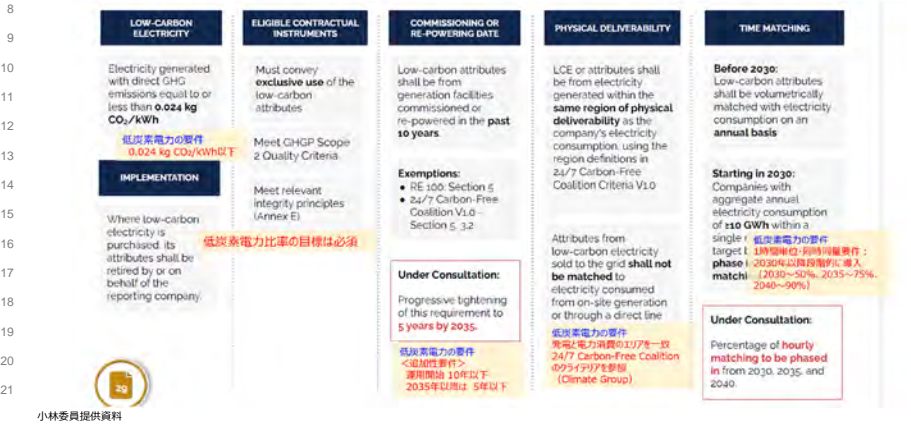 8
9
10
11
12
13
14
15
16
17
18
19
20
21
LOW-CARBON
ELECTRICITY
Electricity generated
with direct GHG
emissions equal to or
less than 0.024 kg
CO₂/kWh
低炭素電力の要件
0.024 kg CO₂/kWh以下
IMPLEMENTATION
Where low-carbon
electricity is
purchased, its
attributes shall be
retired by or on
behalf of the
reporting company.
29
ELIGIBLE CONTRACTUAL
INSTRUMENTS
Must convey
exclusive use of the
low-carbon
attributes
Meet GHGP Scope
2 Quality Criteria
Meet relevant
integrity principles
(Annex E)
低炭素電力比率の目標は必須
COMMISSIONING OR
RE-POWERING DATE
Low-carbon attributes
shall be from
generation facilities
commissioned or
re-powered in the past
10 years.
Exemptions:
● RE 100: Section 5
● 24/7 Carbon-Free
Coalition V1.0 -
Section 5, 3.2
Under Consultation:
Progressive tightening
of this requirement to
5 years by 2035.
低炭素電力の要件
<追加性要件>
運用開始 10年以下
2035年以降は 5年以下
PHYSICAL DELIVERABILITY
LCE or attributes shall
be from electricity
generated within the
same region of physical
deliverability as the
company's electricity
consumption, using the
region definitions in
24/7 Carbon-Free
Coalition Criteria V1.0
Attributes from
low-carbon electricity
sold to the grid shall not
be matched to
electricity consumed
from on-site generation
or through a direct line
低炭素電力の要件
発電と電力消費のエリアを一致
24/7 Carbon-Free Coalition
のクライテリアを参照
(Climate Group)
TIME MATCHING
Before 2030:
Low-carbon attributes
shall be volumetrically
matched with electricity
consumption on an
annual basis
Starting in 2030:
Companies with
aggregate annual
electricity consumption
of ≥10 GWh within a
single
target
phase
matchi
低炭素電力の要件
1時間単位・同時同量要件:
2030年以降段階的に導入
(2030～50%, 2035～75%,
2040～90%)
Under Consultation:
Percentage of hourly
matching to be phased
in from 2030, 2035, and
2040.
小林委員提供資料